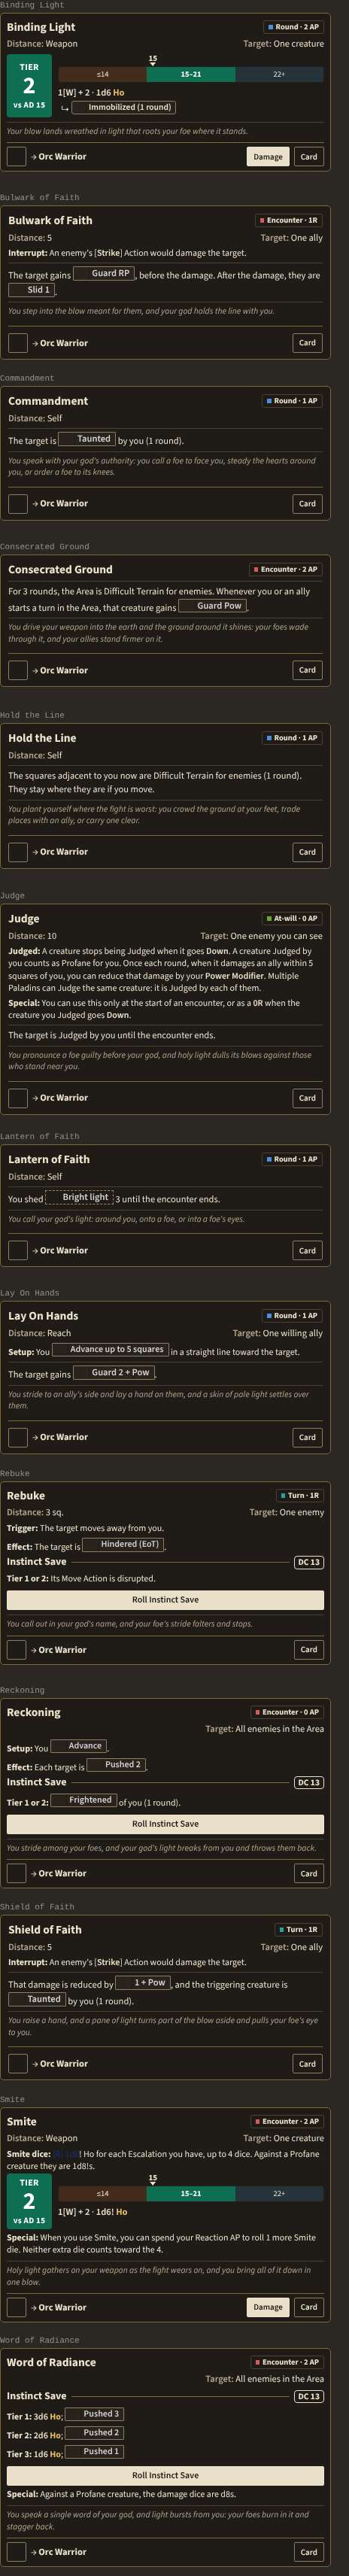 Binding Light
Binding Light
Round · 2 AP
Distance: Weapon
Target: One creature
TIER
2
vs AD 15
15
≤14
15–21
22+
1[W] + 2 · 1d6 Ho
Immobilized (1 round)
Your blow wreathed in light that roots your foe where it stands.
→ Orc Warrior
Damage
Card
Bulwark of Faith
Bulwark of Faith
Encounter · 1R
Distance: 5
Target: One ally
Interrupt: An enemy's [Strike] Action would damage the target.
The target gains Guard RP, before the damage. After the damage, they are
Slid 1.
You step into the blow meant for them, and your god holds the line with you.
→ Orc Warrior
Card
Commandment
Commandment
Round · 1 AP
Distance: Self
The target is Taunted by you (1 round).
You speak with your god's authority: you call a foe to face you, steady the hearts around
you, or order a foe to its knees.
→ Orc Warrior
Card
Consecrated Ground
Consecrated Ground
Encounter · 2 AP
For 3 rounds, the Area is Difficult Terrain for enemies. Whenever you or an ally
starts a turn in the Area, that creature gains Guard Pow.
You drive your weapon into the earth and the ground around it shines: your foes wade
through it, and your allies stand firmer on it.
→ Orc Warrior
Card
Hold the Line
Hold the Line
Round · 1 AP
Distance: Self
The squares adjacent to you now are Difficult Terrain for enemies (1 round).
They stay where they are if you move.
You plant yourself where the fight is worst: you crowd the ground at your feet, trade
places with an ally, or carry one clear.
→ Orc Warrior
Card
Judge
Judge
At-will · 0 AP
Distance: 10
Target: One enemy you can see
Judged: A creature stops being Judged when it goes Down. A creature Judged by
you counts as Profane for you. Once each round, when it damages an ally within 5
squares of you, you can reduce that damage by your Power Modifier. Multiple
Paladins can Judge the same creature: it is Judged by each of them.
Special: You can use this only at the start of an encounter, or as a 0R when the
creature you Judged goes Down.
The target is Judged by you until the encounter ends.
You pronounce a foe guilty before your god, and holy light dulls its blows against those
who stand near you.
→ Orc Warrior
Card
Lantern of Faith
Lantern of Faith
Round · 1 AP
Distance: Self
You shed Bright light 3 until the encounter ends.
You call your god's light: around you, onto a foe, or into a foe's eyes.
→ Orc Warrior
Card
Lay On Hands
Lay On Hands
Round · 1 AP
Distance: Reach
Target: One willing ally
Setup: You Advance up to 5 squares in a straight line toward the target.
The target gains Guard 2 + Pow.
You stride to an ally's side and lay a hand on them, and a skin of pale light settles over
them.
→ Orc Warrior
Card
Rebuke
Rebuke
Turn · 1R
Distance: 3 sq.
Target: One enemy
Trigger: The target moves away from you.
Effect: The target is Hindered (EoT).
Instinct Save
DC 13
Tier 1 or 2: Its Move Action is disrupted.
Roll Instinct Save
You call out in your god's name, and your foe's stride falters and stops.
→ Orc Warrior
Card
Reckoning
Reckoning
Encounter · 0 AP
Target: All enemies in the Area
Setup: You Advance.
Effect: Each target is Pushed 2.
Instinct Save
DC 13
Tier 1 or 2: Frightened of you (1 round).
Roll Instinct Save
You stride among your foes, and your god's light breaks from you and throws them back.
→ Orc Warrior
Card
Shield of Faith
Shield of Faith
Turn · 1R
Distance: 5
Target: One ally
Interrupt: An enemy's [Strike] Action would damage the target.
That damage is reduced by 1 + Pow, and the triggering creature is
Taunted by you (1 round).
You raise a hand, and a pane of light turns part of the blow aside and pulls your foe's eye
to you.
→ Orc Warrior
Card
Smite
Smite
Encounter · 2 AP
Distance: Weapon
Target: One creature
Smite dice: ! Ho for each Escalation you have, up to 4 dice. Against a Profane
creature they are 1d8!s.
TIER
2
vs AD 15
15
≤14
15–21
22+
1[W] + 2 · 1d6! Ho
Special: When you use Smite, you can spend your Reaction AP to roll 1 more Smite
die. Neither extra die counts toward the 4.
Holy light gathers on your weapon as the fight wears on, and you bring all of it down in
one blow.
→ Orc Warrior
Damage
Card
Word of Radiance
Word of Radiance
Encounter · 2 AP
Target: All enemies in the Area
Instinct Save
DC 13
Tier 1: 3d6 Ho; Pushed 3
Tier 2: 2d6 Ho; Pushed 2
Tier 3: 1d6 Ho; Pushed 1
Roll Instinct Save
Special: Against a Profane creature, the damage dice are d8s.
You speak a single word of your god, and light bursts from you: your foes burn in it and
stagger back.
→ Orc Warrior
Card